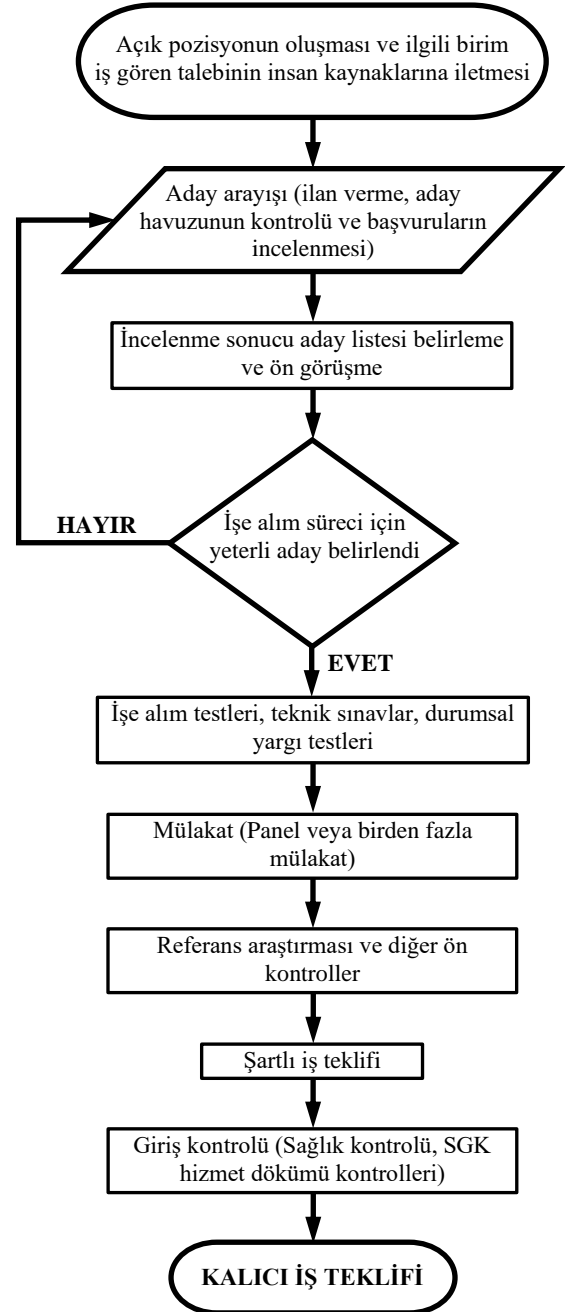 Açık pozisyonun oluşması ve ilgili birim
iş gören talebinin insan kaynaklarına iletmesi
Aday arayışı (ilan verme, aday
havuzunun kontrolü ve başvuruların
incelenmesi)
İncelenme sonucu aday listesi belirleme
ve ön görüşme
İşe alım süreci için
yeterli aday belirlendi
HAYIR
EVET
İşe alım testleri, teknik sınavlar, durumsal
yargı testleri
Mülakat (Panel veya birden fazla
mülakat)
Referans araştırması ve diğer ön
kontroller
Şartlı iş teklifi
Giriş kontrolü (Sağlık kontrolü, SGK
hizmet dökümü kontrolleri)
KALICI İŞ TEKLİFİ